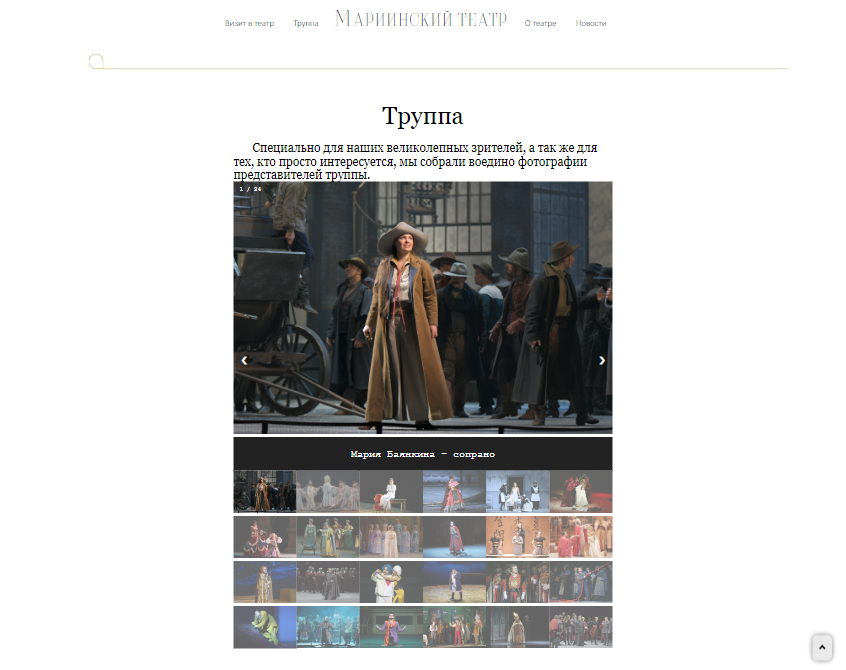 Визит в театр Труппа Мариинский театр О театре Новости
Труппа
Специально для наших великолепных зрителей, а так же для
тех, кто просто интересуется, мы собрали воедино фотографии
представителей труппы.
1 / 24
Мария Баянкина - сопрано